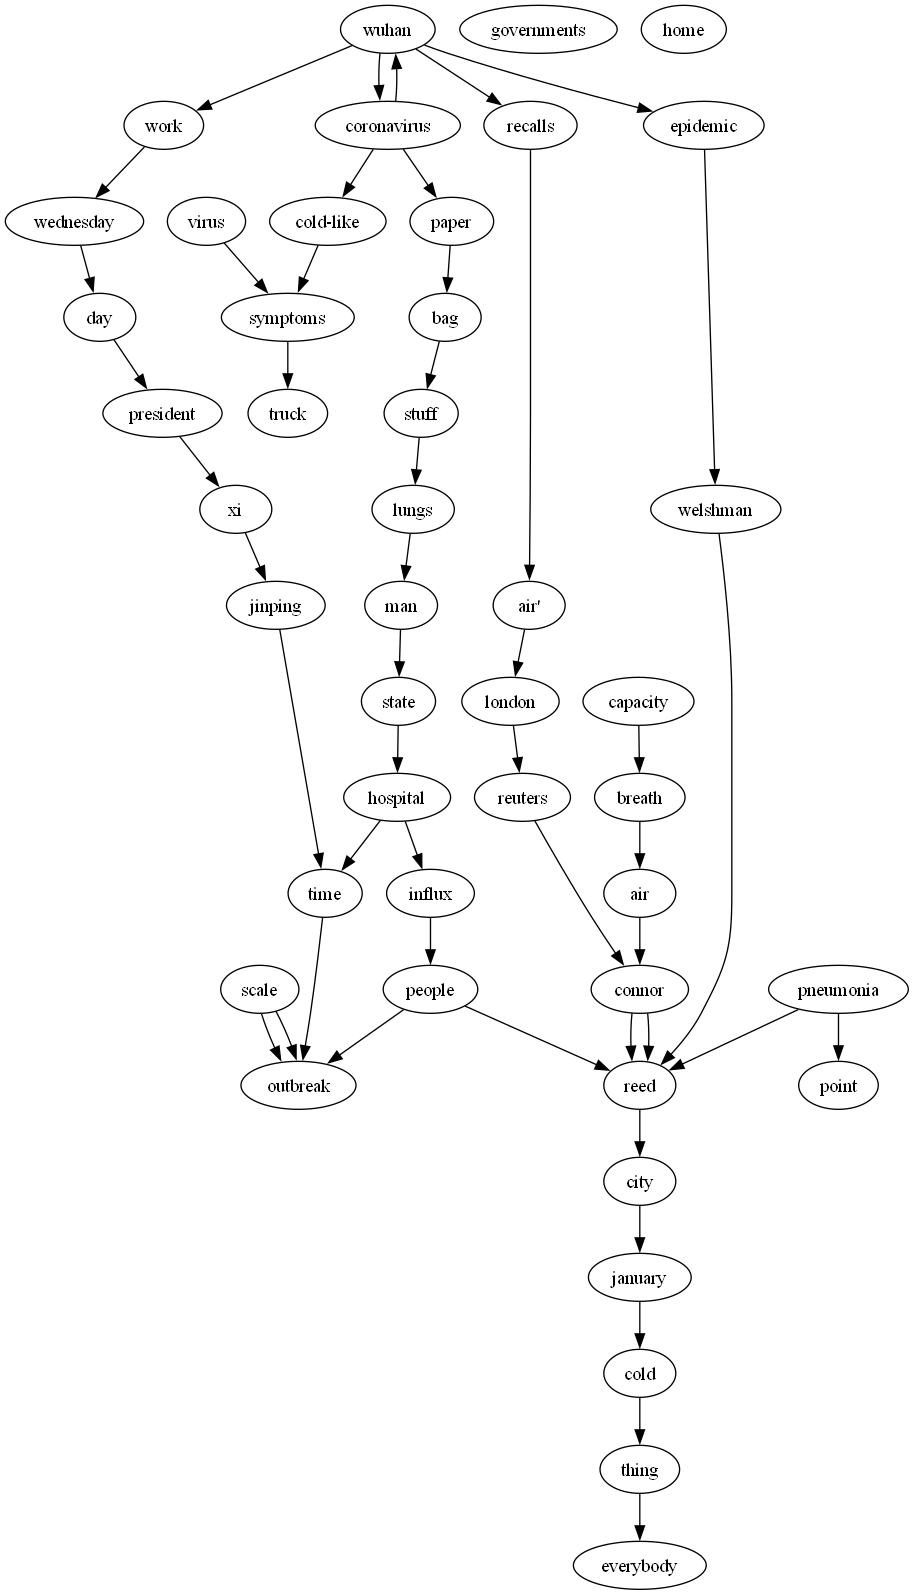 wuhan governments home
work coronavirus recalls epidemic
wednesday virus cold-like paper
day symptoms bag
president truck stuff
xi lungs welshman
jinping man air'
state london capacity
hospital reuters breath
time influx air
scale people connor pneumonia
outbreak reed point
city
january
cold
thing
everybody